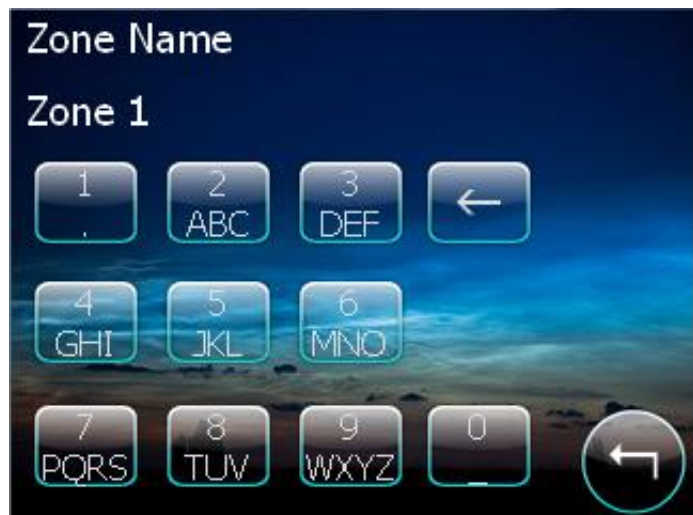 Zone Name
Zone 1
1 2 3 ←
. ABC DEF
4 5 6
GHI JKL MNO
7 8 9 0
PQRS TUV WXYZ _